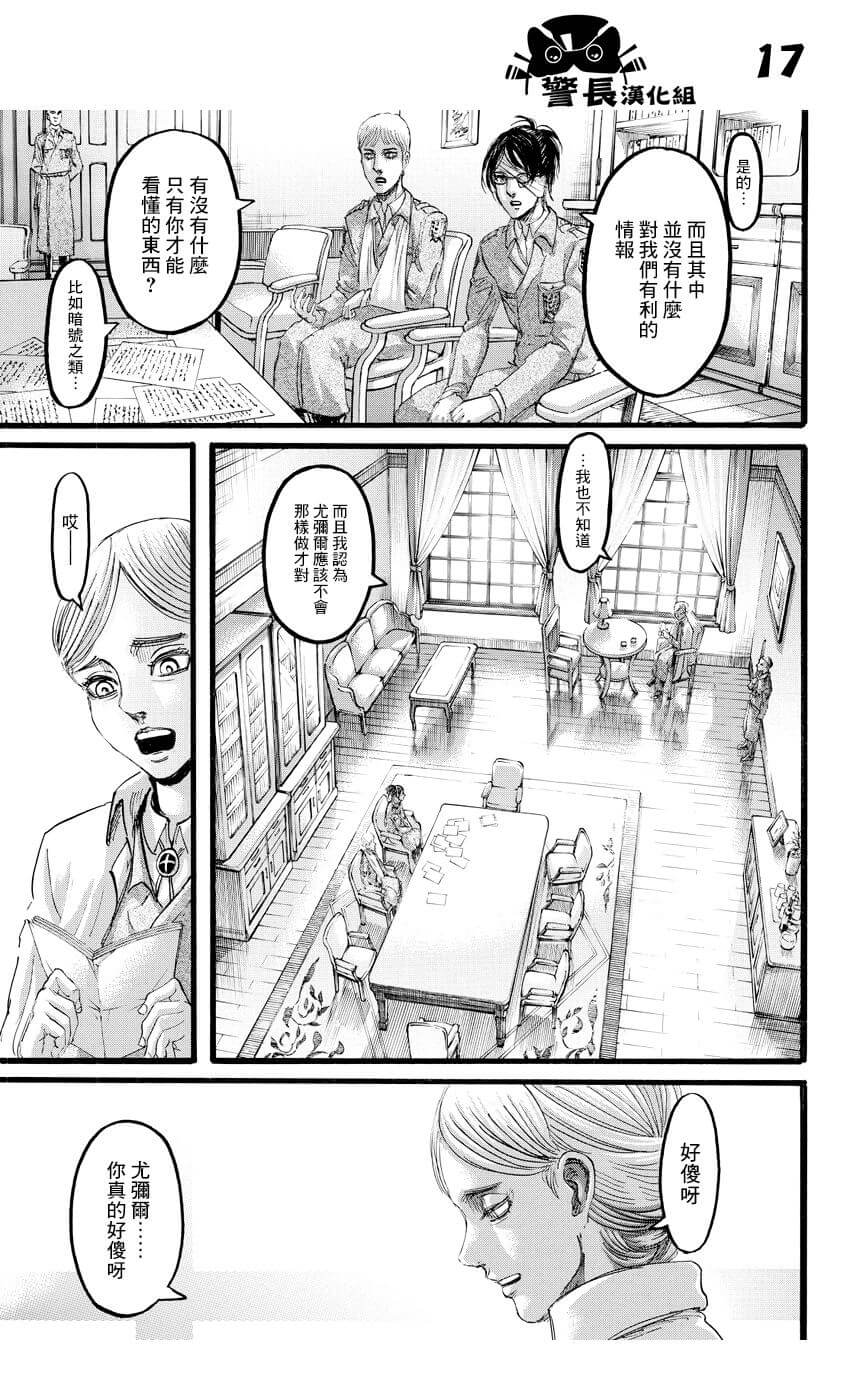 警長漢化組
17
是的…
而且其中
並沒有什麼
對我們有利的
情報
有沒有什麼
只有你才能
看懂的東西？
比如暗號之類…
…我也不知道
而且我認為
尤彌爾應該不會
那樣做才對
哎—
好傻呀
尤彌爾……
你真的好傻呀